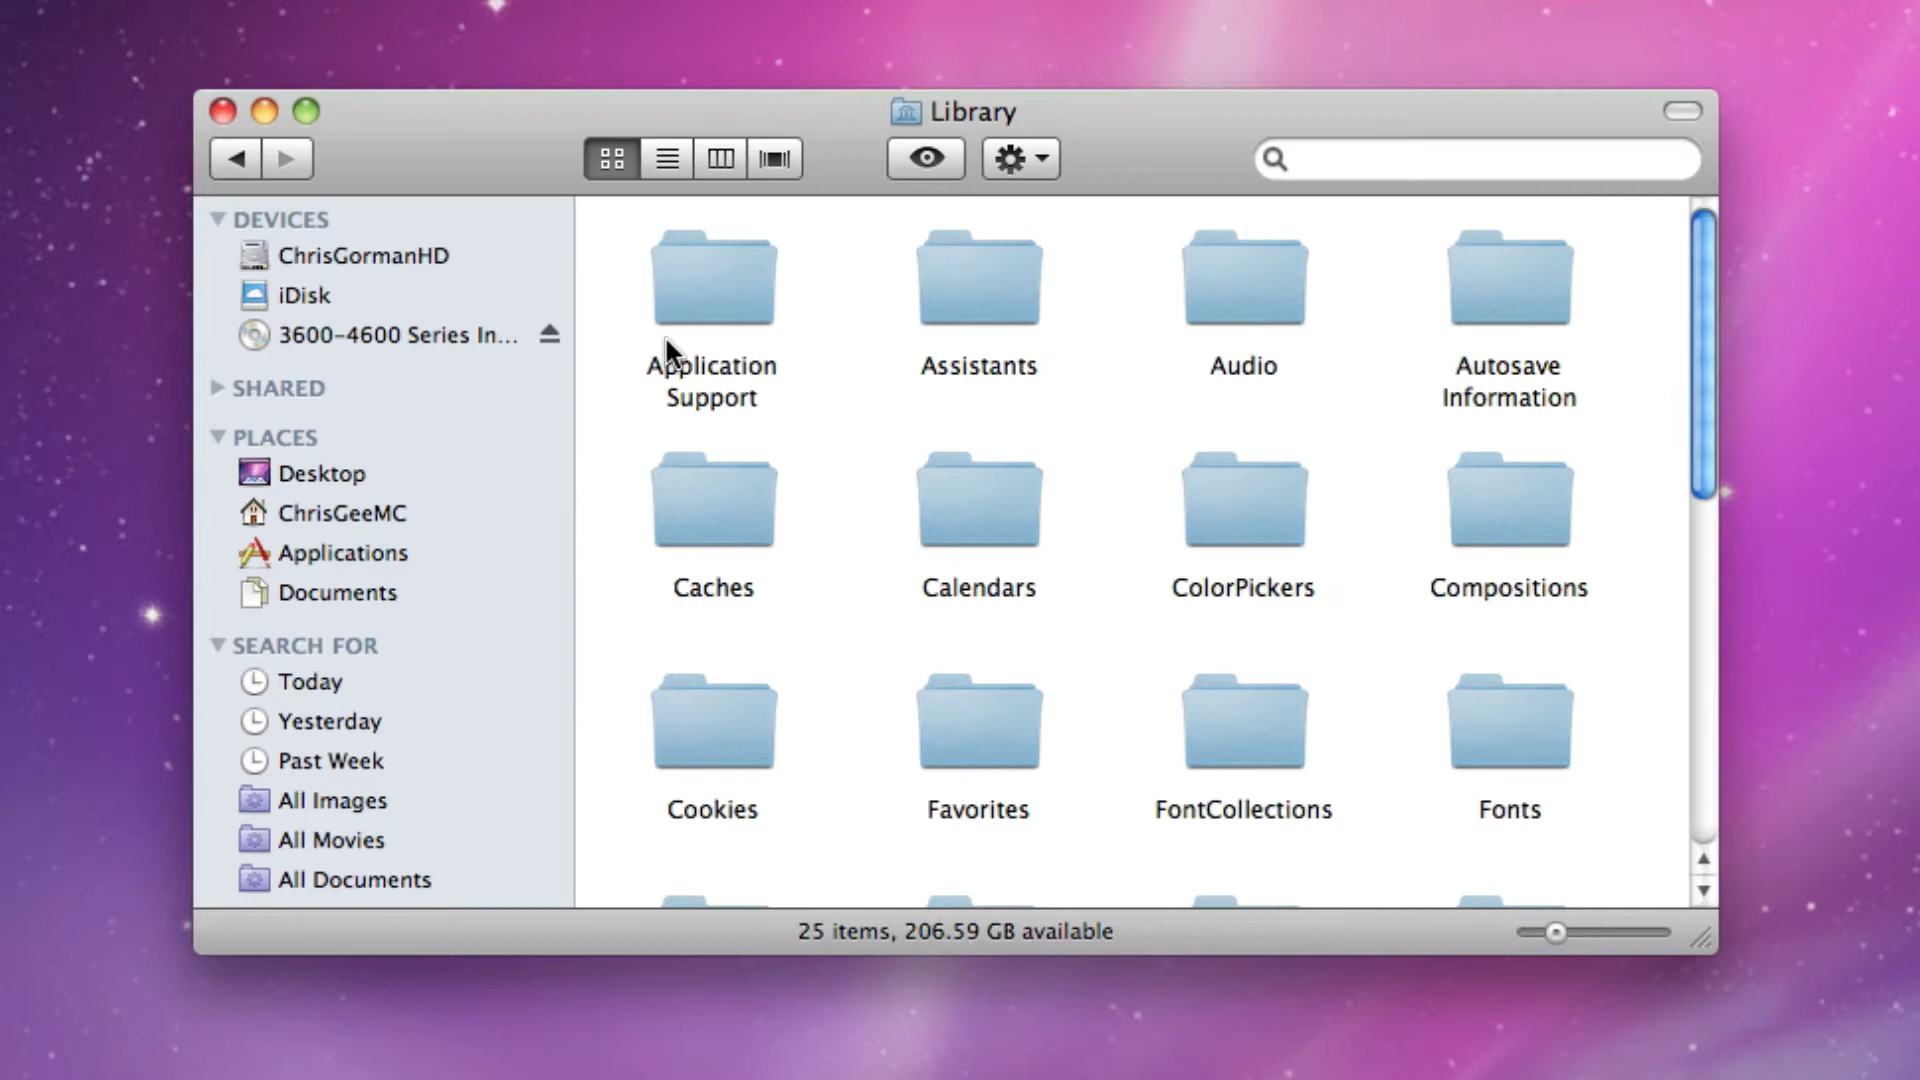 Library
DEVICES
ChrisGormanHD
iDisk
3600-4600 Series In...
SHARED
PLACES
Desktop
ChrisGeeMC
Applications
Documents
SEARCH FOR
Today
Yesterday
Past Week
All Images
All Movies
All Documents
Application
Support
Assistants
Audio
Autosave
Information
Caches
Calendars
ColorPickers
Compositions
Cookies
Favorites
FontCollections
Fonts
25 items, 206.59 GB available